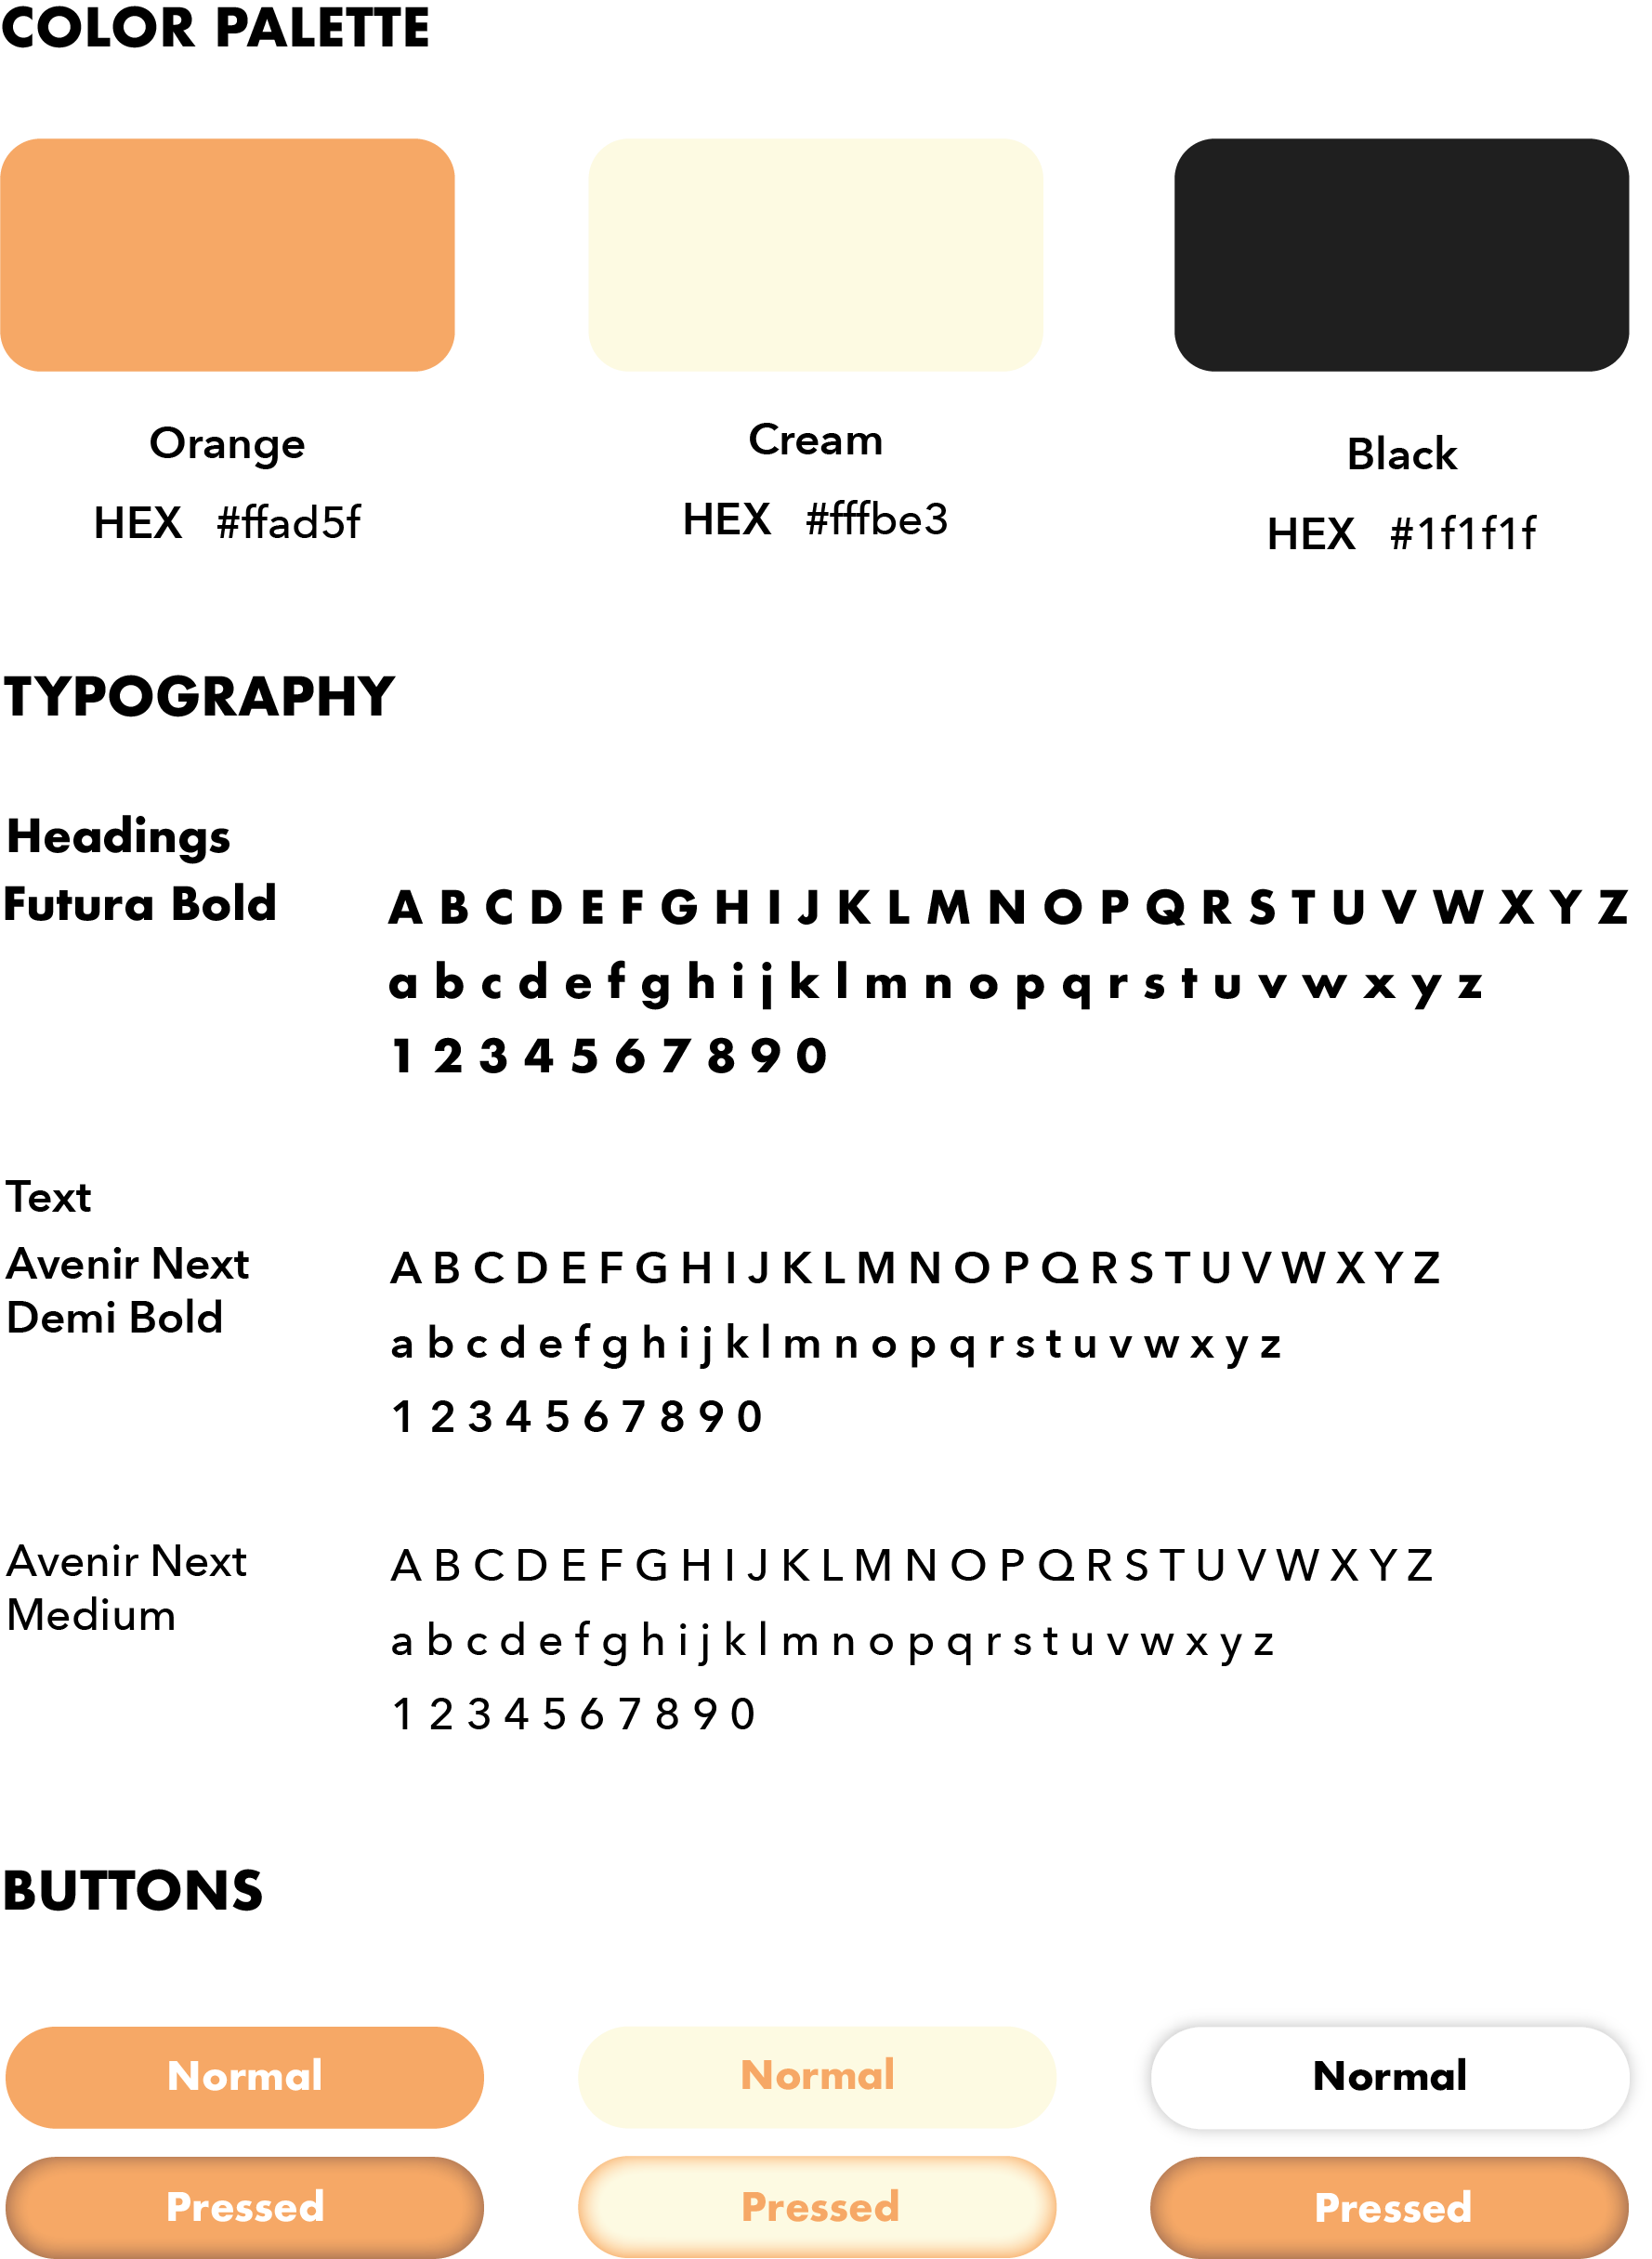 COLOR PALETTE
Orange
HEX #ffad5f
Cream
HEX #fffbe3
Black
HEX #1f1f1f
TYPOGRAPHY
Headings
Futura Bold
A B C D E F G H I J K L M N O P Q R S T U V W X Y Z
a b c d e f g h i j k l m n o p q r s t u v w x y z
1 2 3 4 5 6 7 8 9 0
Text
Avenir Next
Demi Bold
A B C D E F G H I J K L M N O P Q R S T U V W X Y Z
a b c d e f g h i j k l m n o p q r s t u v w x y z
1 2 3 4 5 6 7 8 9 0
Avenir Next
Medium
A B C D E F G H I J K L M N O P Q R S T U V W X Y Z
a b c d e f g h i j k l m n o p q r s t u v w x y z
1 2 3 4 5 6 7 8 9 0
BUTTONS
Normal
Normal
Normal
Pressed
Pressed
Pressed